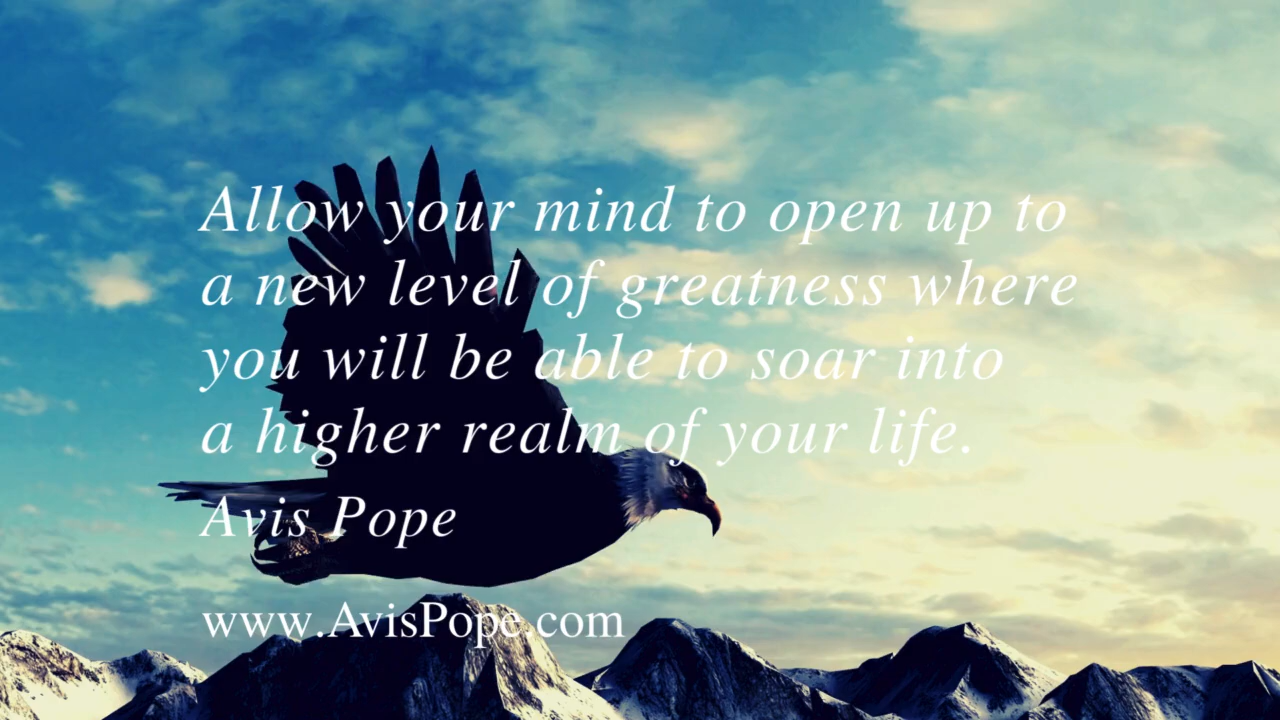 Allow your mind to open up to
a new level of greatness where
you will be able to soar into
a higher realm of your life.
Avis Pope
www.AvisPope.com